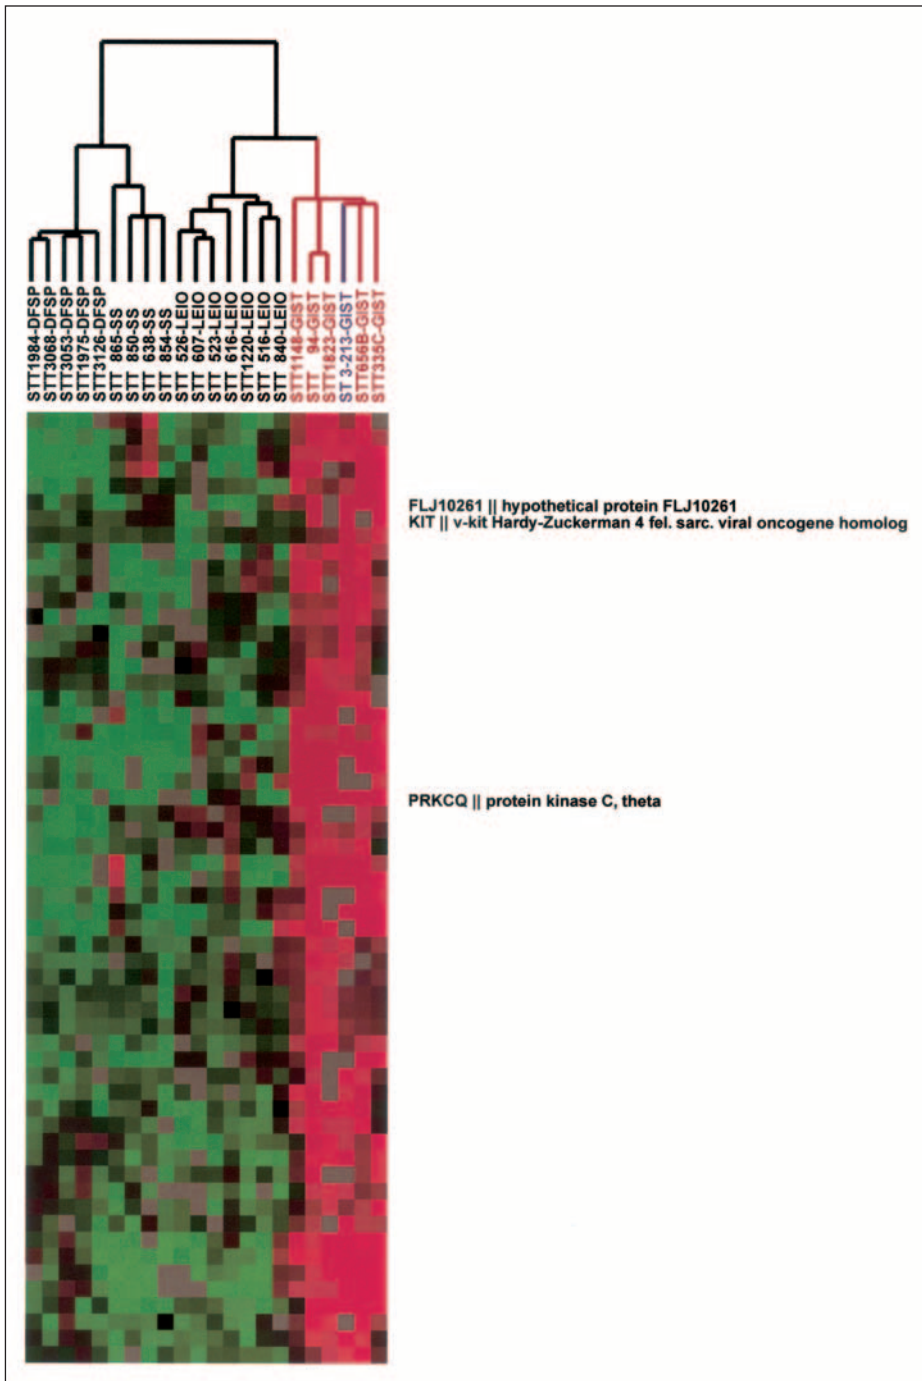 STT1984-DFSP
STT3068-DFSP
STT3053-DFSP
STT1975-DFSP
STT3126-DFSP
STT 865-SS
STT 850-SS
STT 638-SS
STT 854-SS
STT 526-LEIO
STT 607-LEIO
STT 523-LEIO
STT 616-LEIO
STT1220-LEIO
STT 516-LEIO
STT 840-LEIO
STT1148-GIST
STT 94-GIST
STT1823-GIST
ST 3-213-GIST
STT656B-GIST
STT335C-GIST
FLJ10261 || hypothetical protein FLJ10261
KIT || v-kit Hardy-Zuckerman 4 fel. sarc. viral oncogene homolog
PRKCQ || protein kinase C, theta